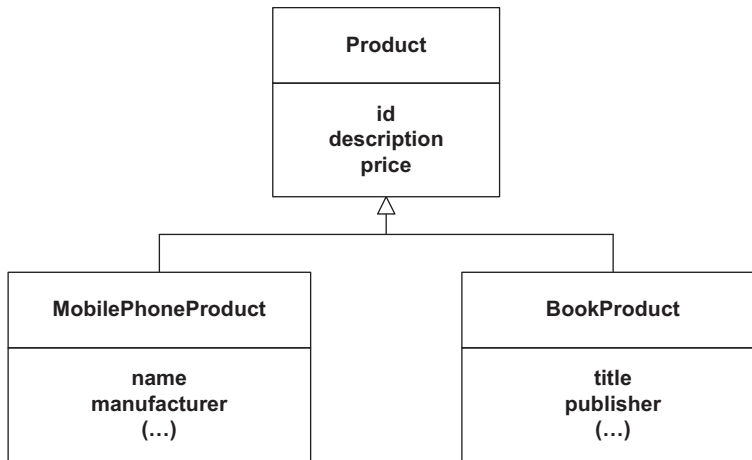 Product
id
description
price
MobilePhoneProduct
name
manufacturer
(…)
BookProduct
title
publisher
(…)